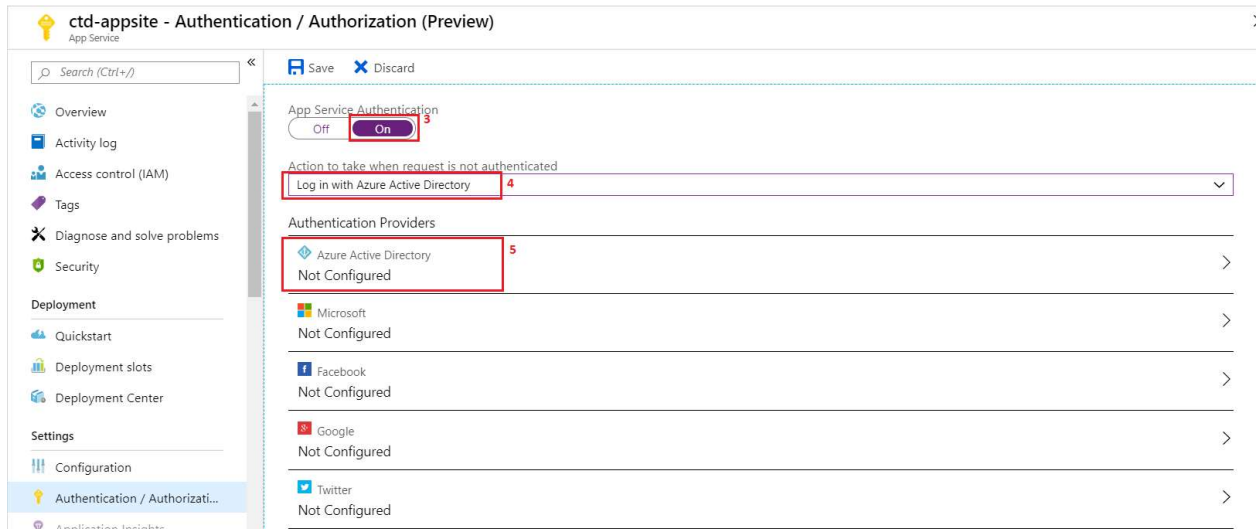 ctd-appsite - Authentication / Authorization (Preview)
App Service
Search (Ctrl+/)
Overview
Activity log
Access control (IAM)
Tags
Diagnose and solve problems
Security
Deployment
Quickstart
Deployment slots
Deployment Center
Settings
Configuration
Authentication / Authorizati...
Application Insights
Save Discard
App Service Authentication
Off On 3
Action to take when request is not authenticated
Log in with Azure Active Directory 4
Authentication Providers
Azure Active Directory 5
Not Configured
Microsoft
Not Configured
Facebook
Not Configured
Google
Not Configured
Twitter
Not Configured